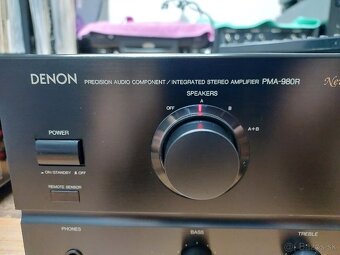 DENON
PRECISION AUDIO COMPONENT / INTEGRATED STEREO AMPLIFIER PMA-980R
SPEAKERS
A
OFF
B
A+B
POWER
ON/STANDBY
OFF
REMOTE SENSOR
PHONES
BASS
TREBLE